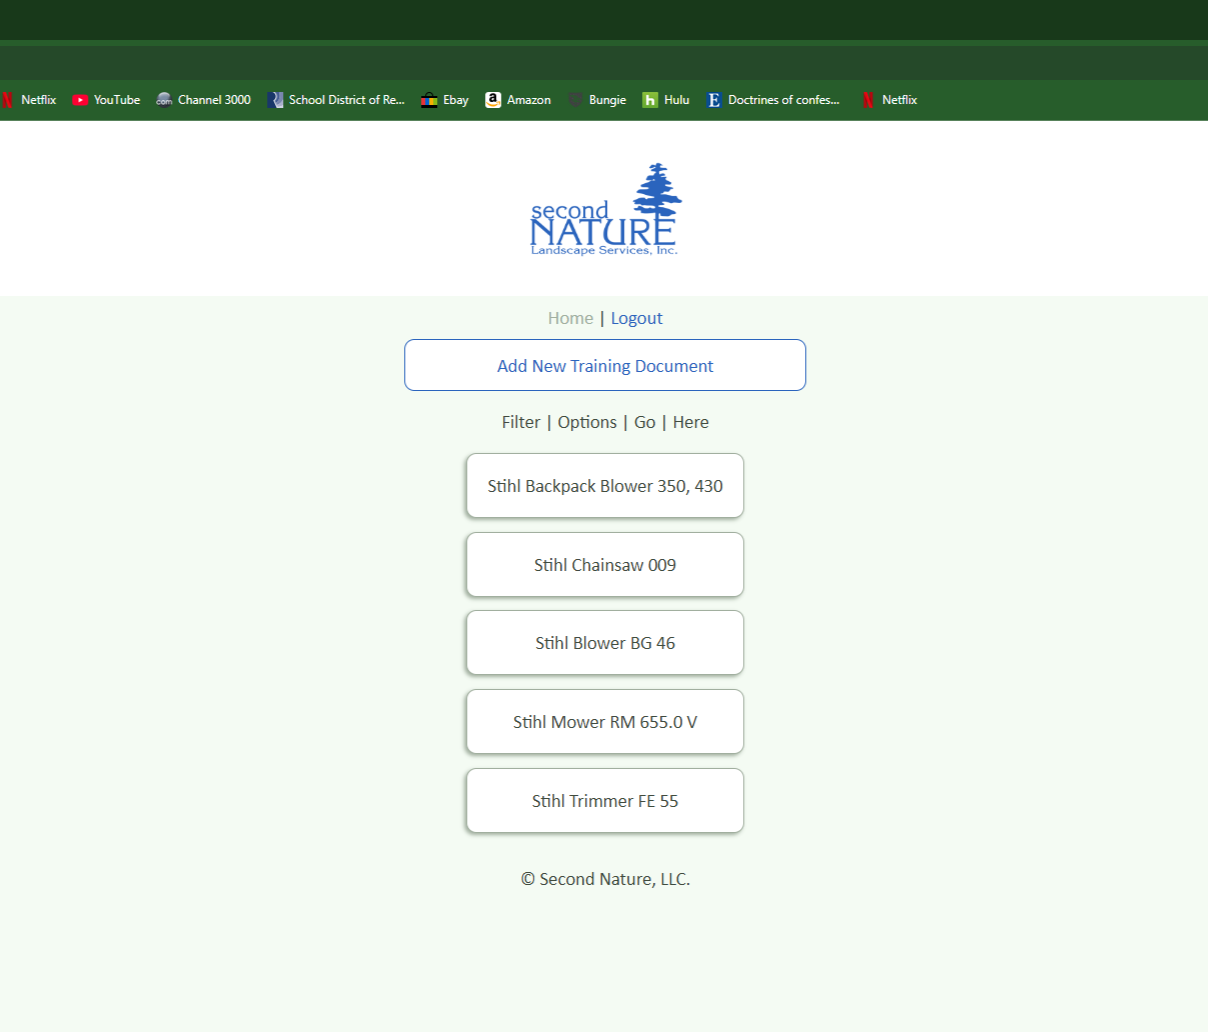 Netflix YouTube Channel 3000 School District of Re... Ebay Amazon Bungie Hulu Doctrines of confes... Netflix
second
NATURE
Landscape Services, Inc.
Home | Logout
Add New Training Document
Filter | Options | Go | Here
Stihl Backpack Blower 350, 430
Stihl Chainsaw 009
Stihl Blower BG 46
Stihl Mower RM 655.0 V
Stihl Trimmer FE 55
© Second Nature, LLC.